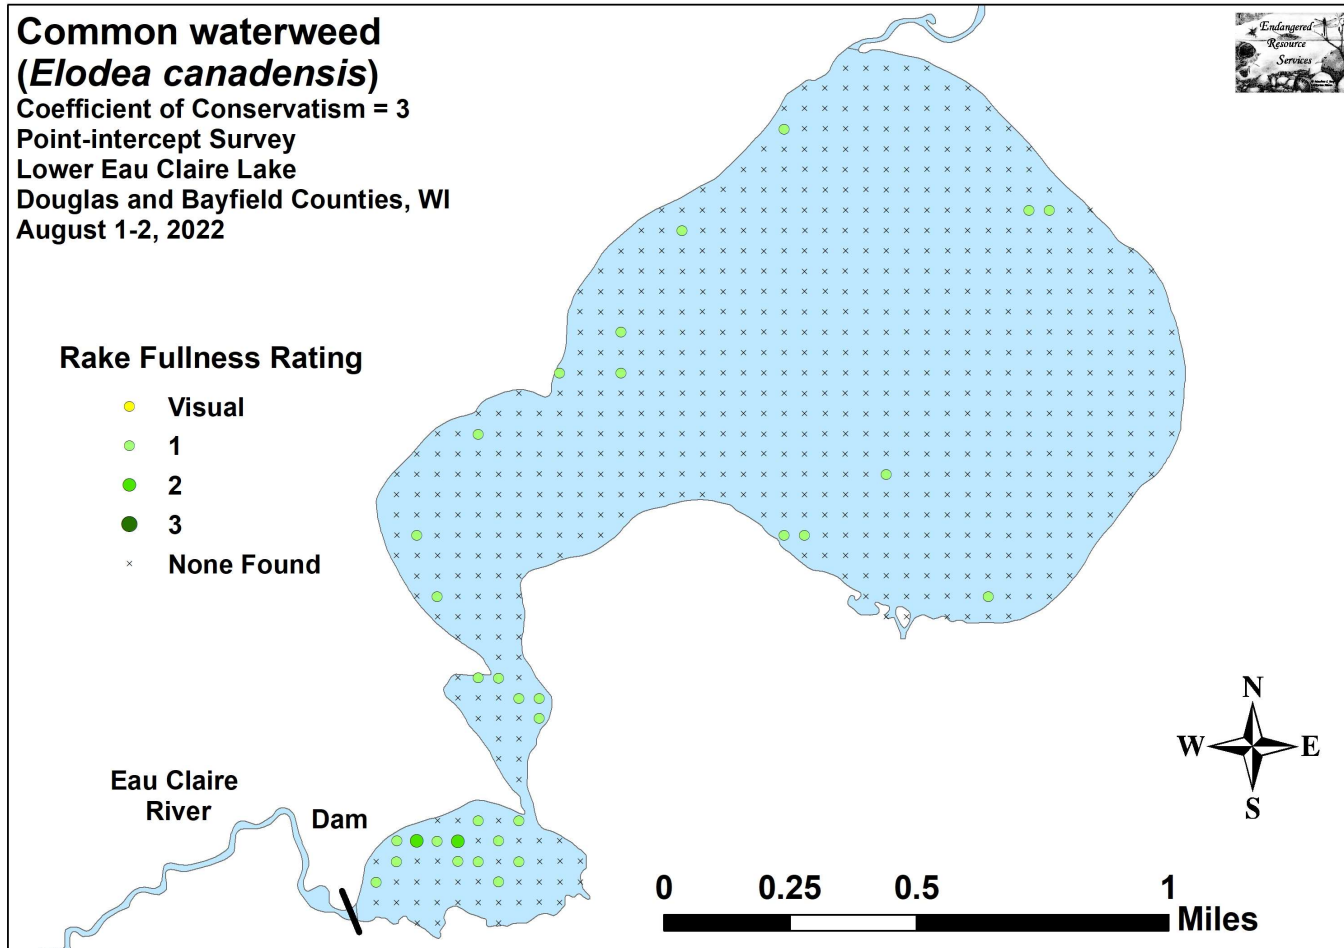 Common waterweed
(Elodea canadensis)
Coefficient of Conservatism = 3
Point-intercept Survey
Lower Eau Claire Lake
Douglas and Bayfield Counties, WI
August 1-2, 2022
Endangered
Resource
Services
Rake Fullness Rating
Visual
1
2
3
None Found
N
W E
S
Eau Claire
River
Dam
0 0.25 0.5 1
Miles